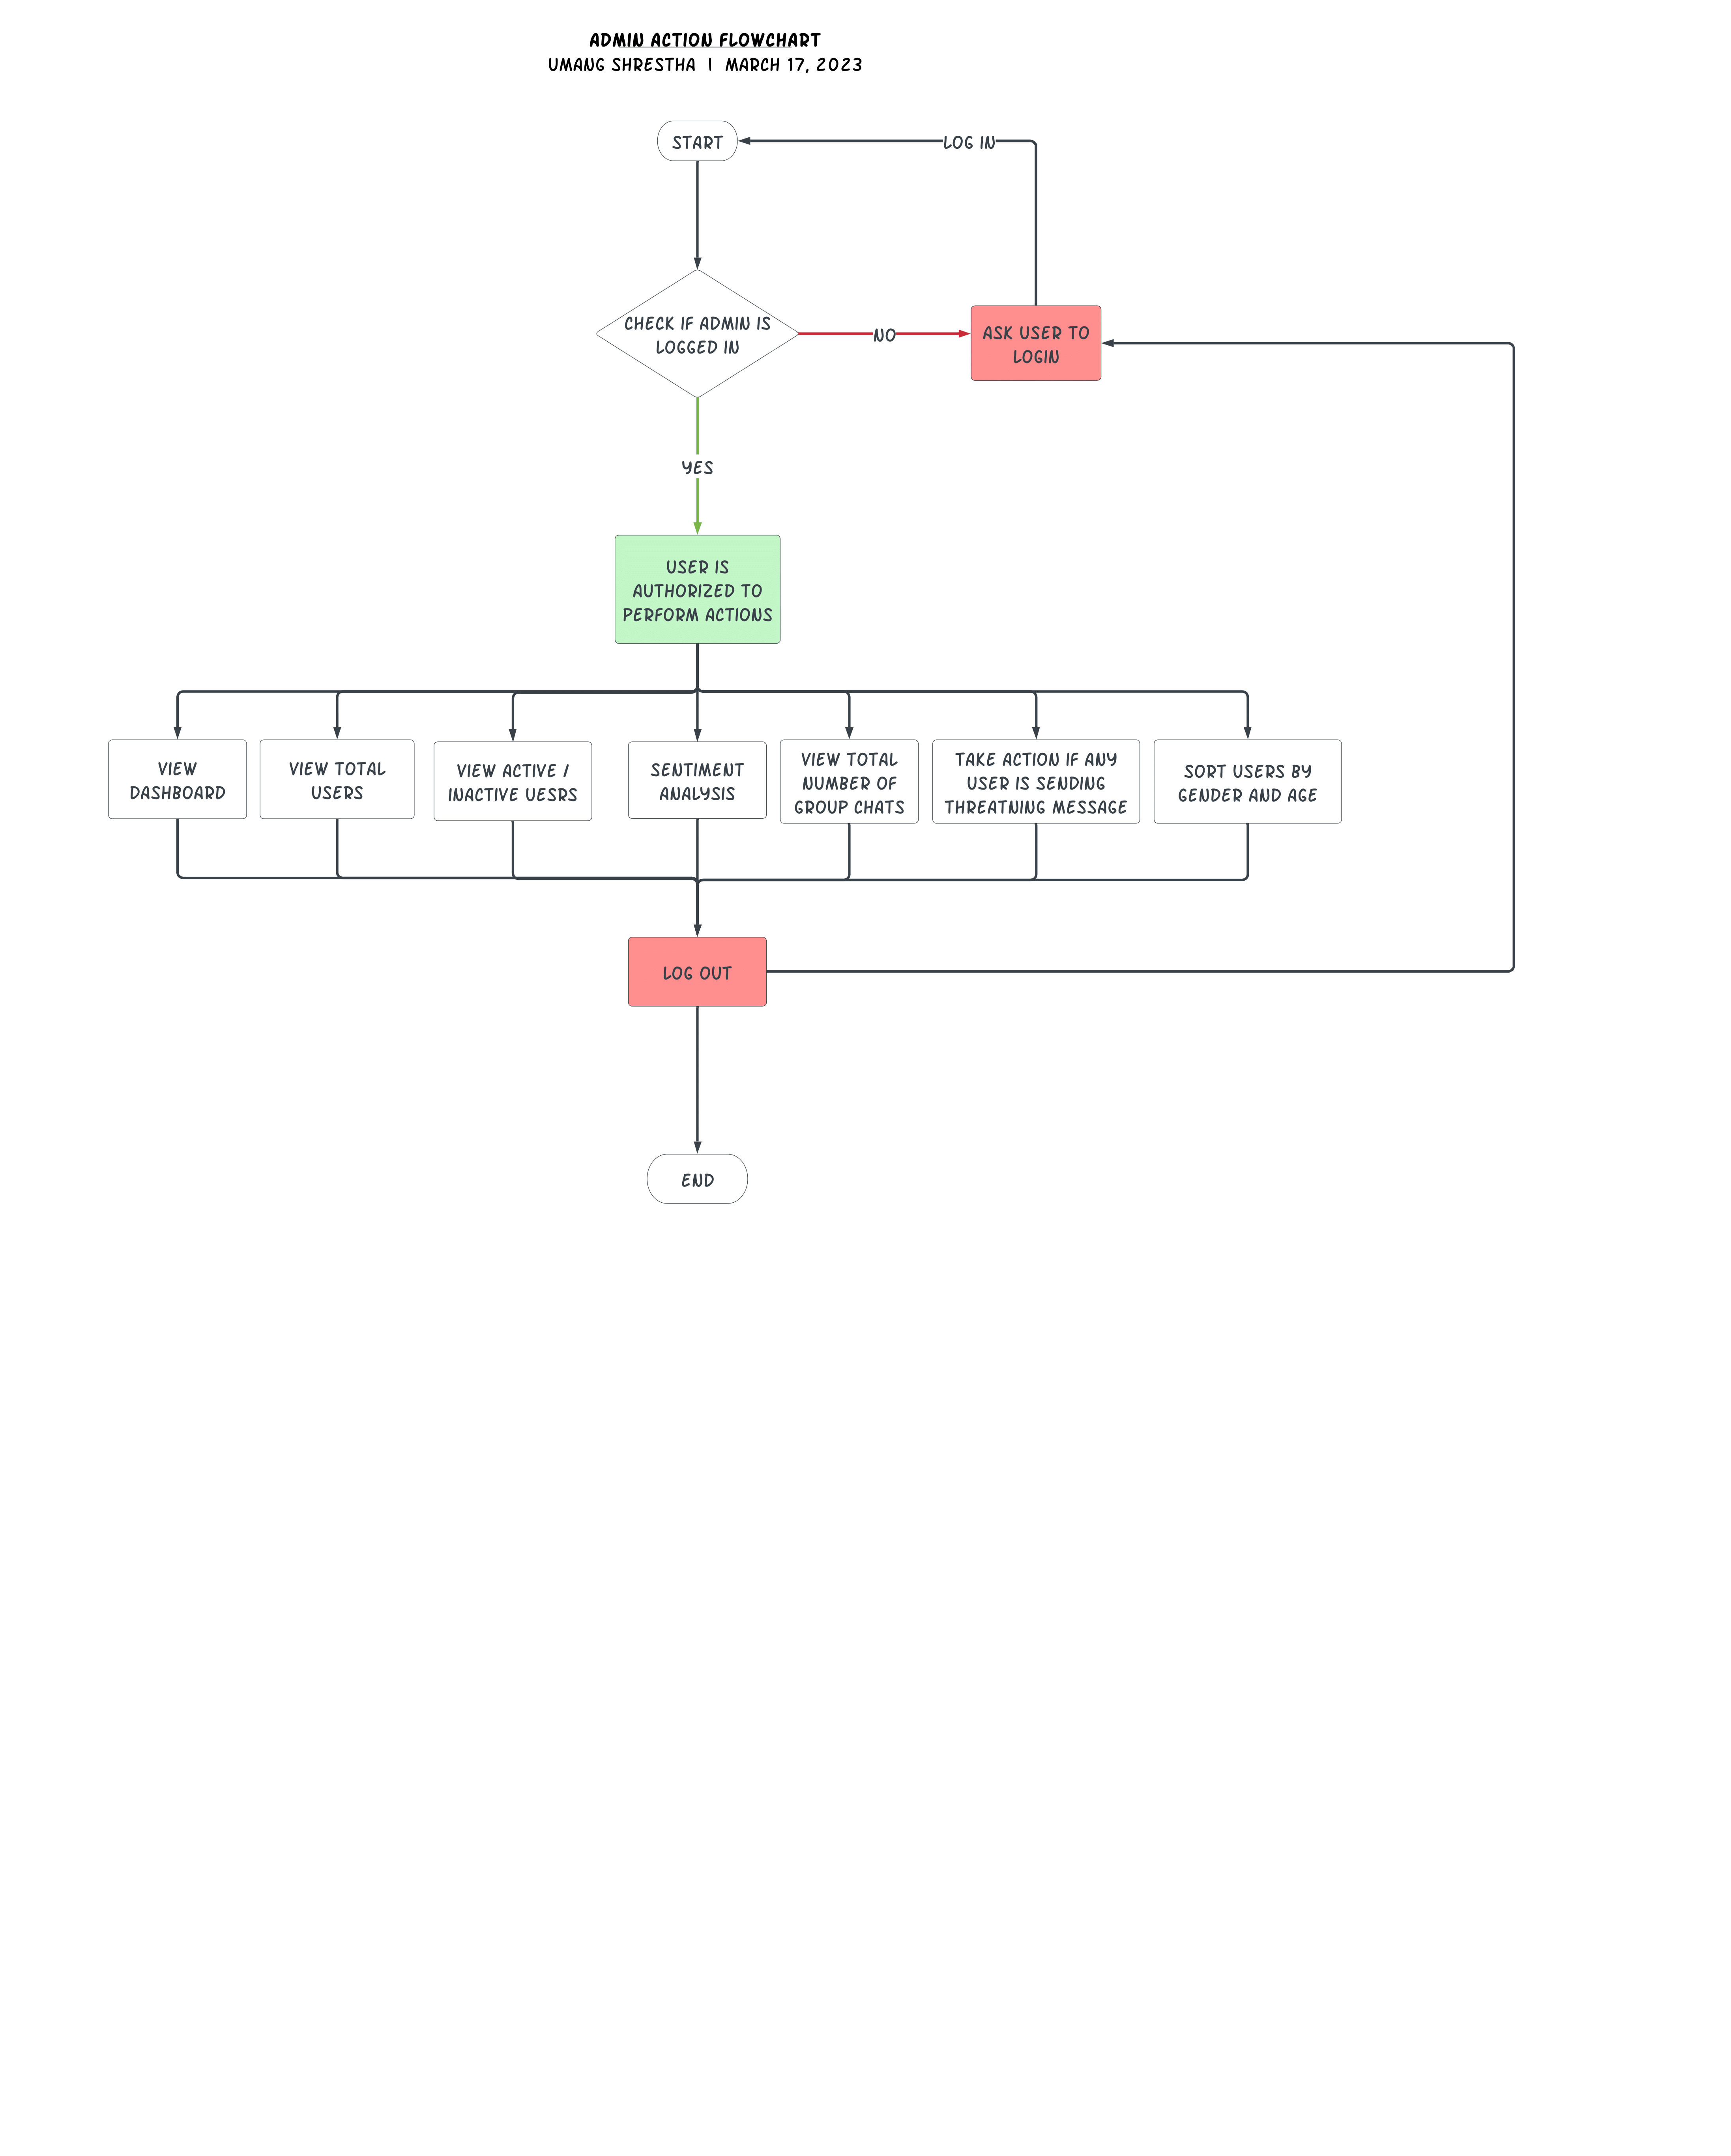 ADMIN ACTION FLOWCHART
UMANG SHRESTHA | MARCH 17, 2023
START
LOG IN
CHECK IF ADMIN IS
LOGGED IN
NO
ASK USER TO
LOGIN
YES
USER IS
AUTHORIZED TO
PERFORM ACTIONS
VIEW
DASHBOARD
VIEW TOTAL
USERS
VIEW ACTIVE /
INACTIVE UESRS
SENTIMENT
ANALYSIS
VIEW TOTAL
NUMBER OF
GROUP CHATS
TAKE ACTION IF ANY
USER IS SENDING
THREATNING MESSAGE
SORT USERS BY
GENDER AND AGE
LOG OUT
END